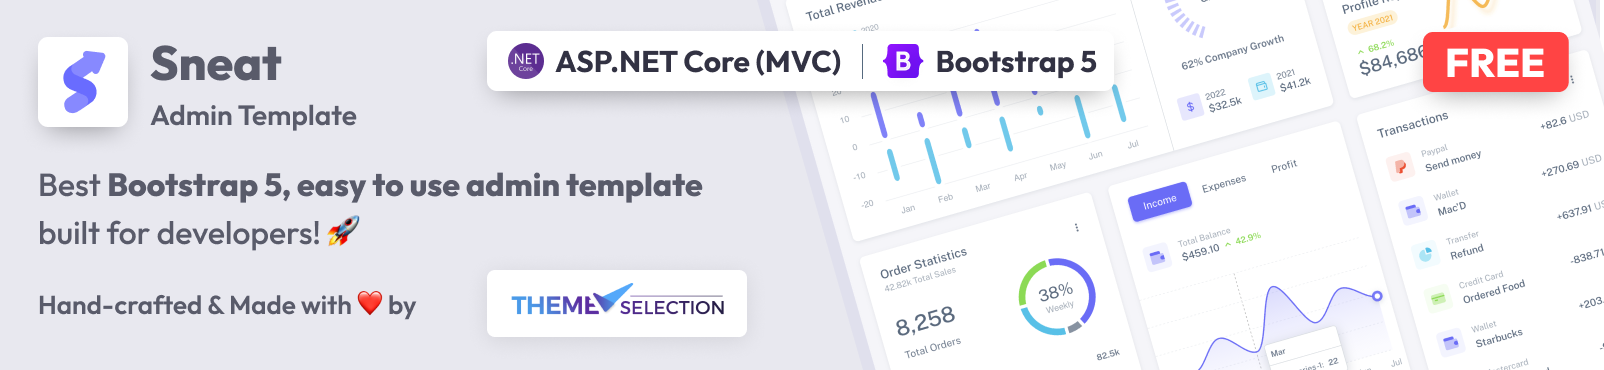 Sneat
Admin Template
.NET
Core
ASP.NET Core (MVC)
B
Bootstrap 5
FREE
Best Bootstrap 5, easy to use admin template
built for developers! 🚀
Hand-crafted & Made with ❤️ by
THEME SELECTION
Total Revenue
2020
10
0
-10
-20
Jan
Feb
Mar
Apr
May
Jun
Jul
62% Company Growth
$
2022
$32.5k
2021
$41.2k
YEAR 2021
68.2%
$84,686
Order Statistics
42.82k Total Sales
8,258
Total Orders
38%
Weekly
82.5k
Income
Expenses
Profit
Total Balance
$459.10
42.9%
Mar
22
Jul
Transactions
Paypal
Send money
+82.6 USD
Wallet
Mac'D
+270.69 USD
Transfer
Refund
+637.91
Credit Card
Ordered Food
-838.71
Wallet
Starbucks
+203.